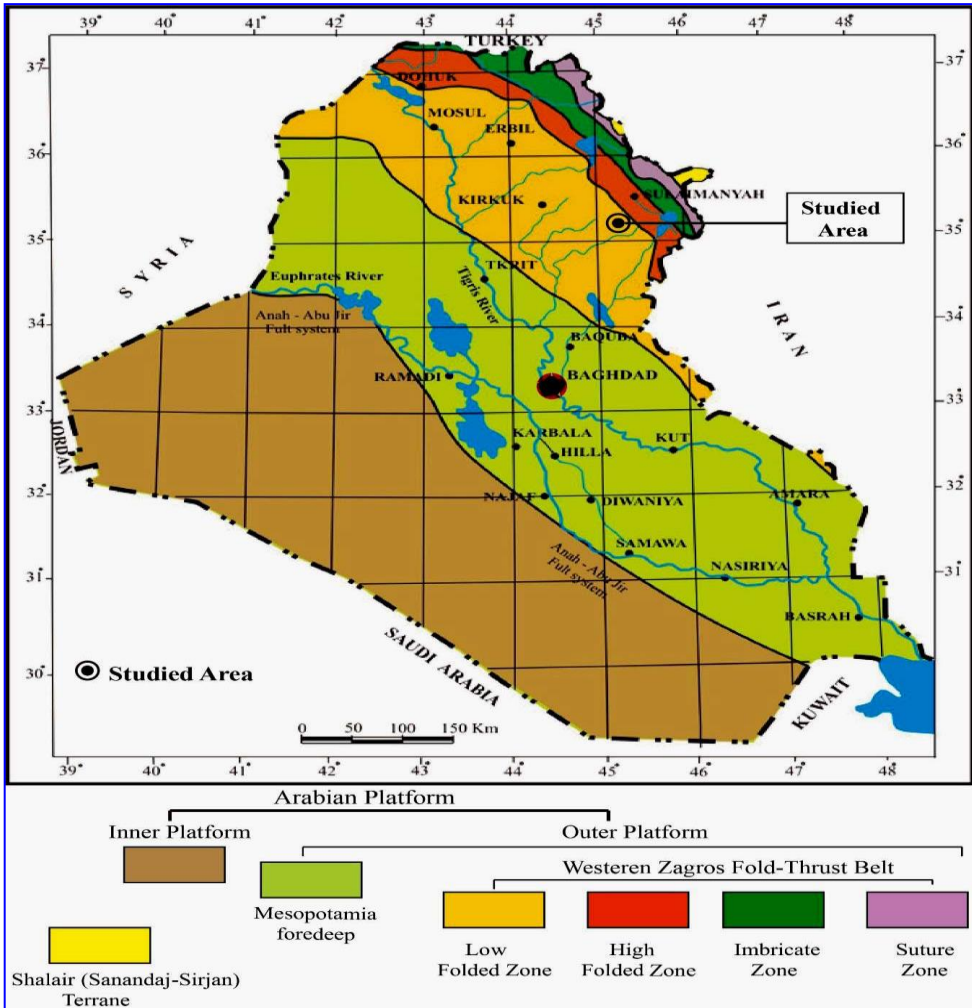 39° 40° 41° 42 43 44 45 46 47 48
TURKEY
37°
DOHUK
37°
MOSUL
ERBIL
36°
36°
SULAIMANYAH
KIRKUK
Studied
Area
35°
35°
SYRIA
TKRIT
Euphrates River
Tigris River
IRAN
Anah - Abu Jir
Fult system
34°
34°
BAQUBA
RAMADI
BAGHDAD
33°
33°
JORDAN
KARBALA
KUT
HILLA
32°
32°
NAJAF
DIWANIYA
AMARA
SAMAWA
Anah - Abu Jir
Fult system
NASIRIYA
31°
31°
BASRAH
SAUDI ARABIA
30°
Studied Area
KUWAIT
0 50 100 150 Km
39° 40° 41° 42 43° 44° 45° 46° 47° 48
Arabian Platform
Inner Platform
Outer Platform
Westeren Zagros Fold-Thrust Belt
Mesopotamia
foredeep
Low
Folded Zone
High
Folded Zone
Imbricate
Zone
Suture
Zone
Shalair (Sanandaj-Sirjan)
Terrane